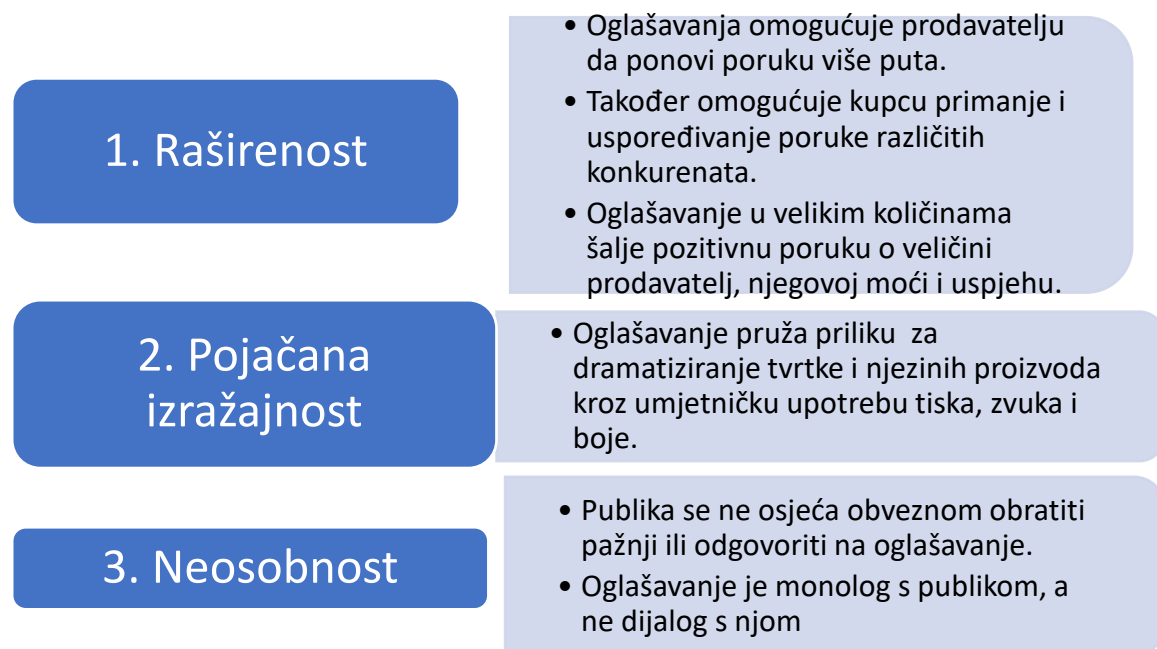 1. Raširenost
• Oglašavanja omogućuje prodavatelju
da ponovi poruku više puta.
• Također omogućuje kupcu primanje i
uspoređivanje poruke različitih
konkurenata.
• Oglašavanje u velikim količinama
šalje pozitivnu poruku o veličini
prodavatelj, njegovoj moći i uspjehu.
2. Pojačana
izražajnost
• Oglašavanje pruža priliku  za
dramatiziranje tvrtke i njezinih proizvoda
kroz umjetničku upotrebu tiska, zvuka i
boje.
3. Neosobnost
• Publika se ne osjeća obveznom obratiti
pažnji ili odgovoriti na oglašavanje.
• Oglašavanje je monolog s publikom, a
ne dijalog s njom